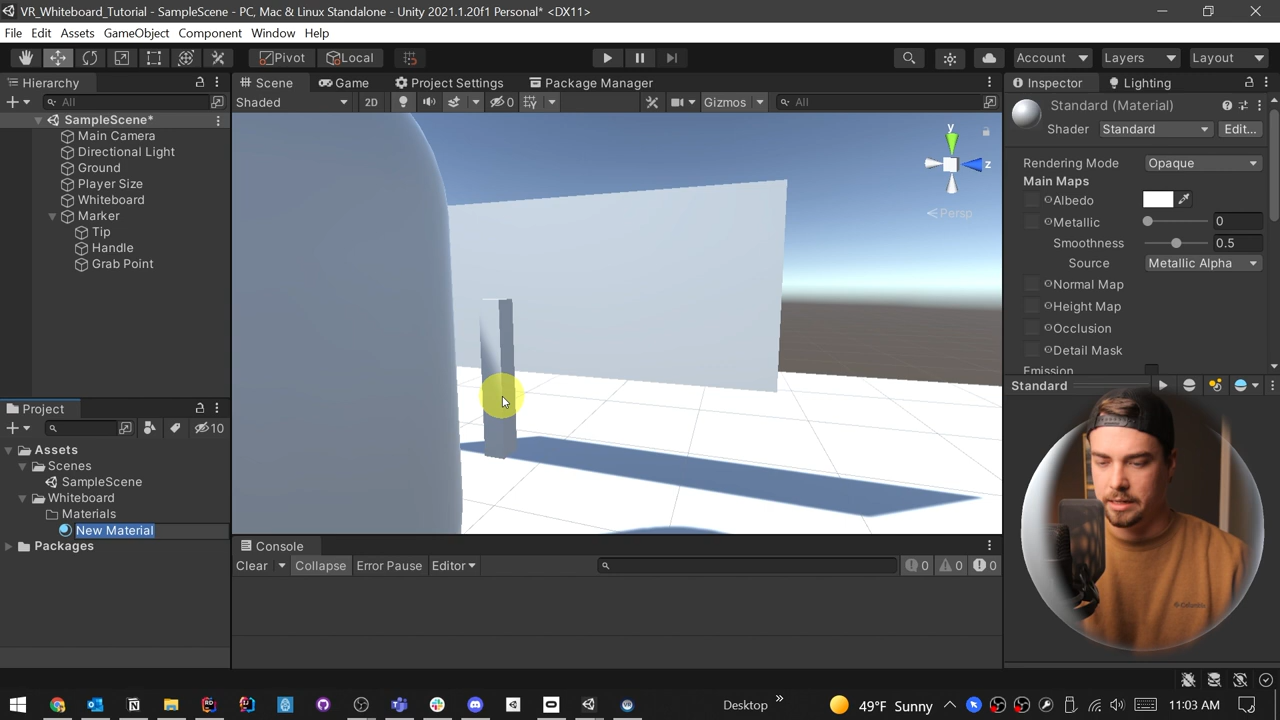 VR_Whiteboard_Tutorial - SampleScene - PC, Mac & Linux Standalone - Unity 2021.1.20f1 Personal* <DX11>
File Edit Assets GameObject Component Window Help
Pivot Local Account Layers Layout
Hierarchy Scene Game Project Settings Package Manager Inspector Lighting
All Shaded 2D 0 Gizmos All Standard (Material)
SampleScene*
Shader Standard Edit...
Main Camera
Directional Light
Ground
Player Size
Whiteboard
Marker
Tip
Handle
Grab Point
y
z
Persp
Rendering Mode Opaque
Main Maps
Albedo
Metallic 0
Smoothness 0.5
Source Metallic Alpha
Normal Map
Height Map
Occlusion
Detail Mask
Emission
Standard
Project
10
Assets
Scenes
SampleScene
Whiteboard
Materials
New Material
Packages
Console
Clear Collapse Error Pause Editor 0 0 0
Columbia
Desktop 49°F Sunny 11:03 AM